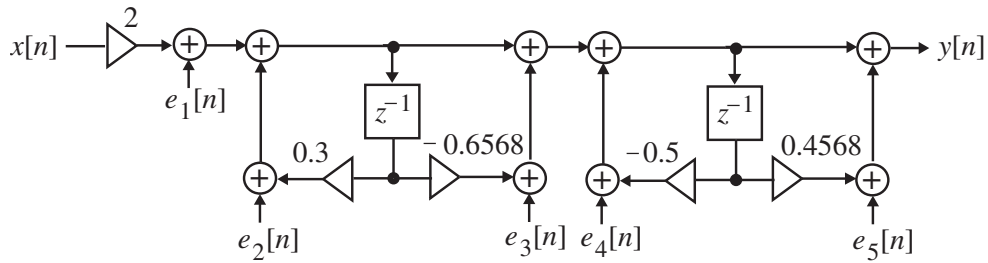 2
x[n]
y[n]
e₁[n]
z⁻¹
z⁻¹
0.3
−0.6568
−0.5
0.4568
e₂[n]
e₃[n]
e₄[n]
e₅[n]